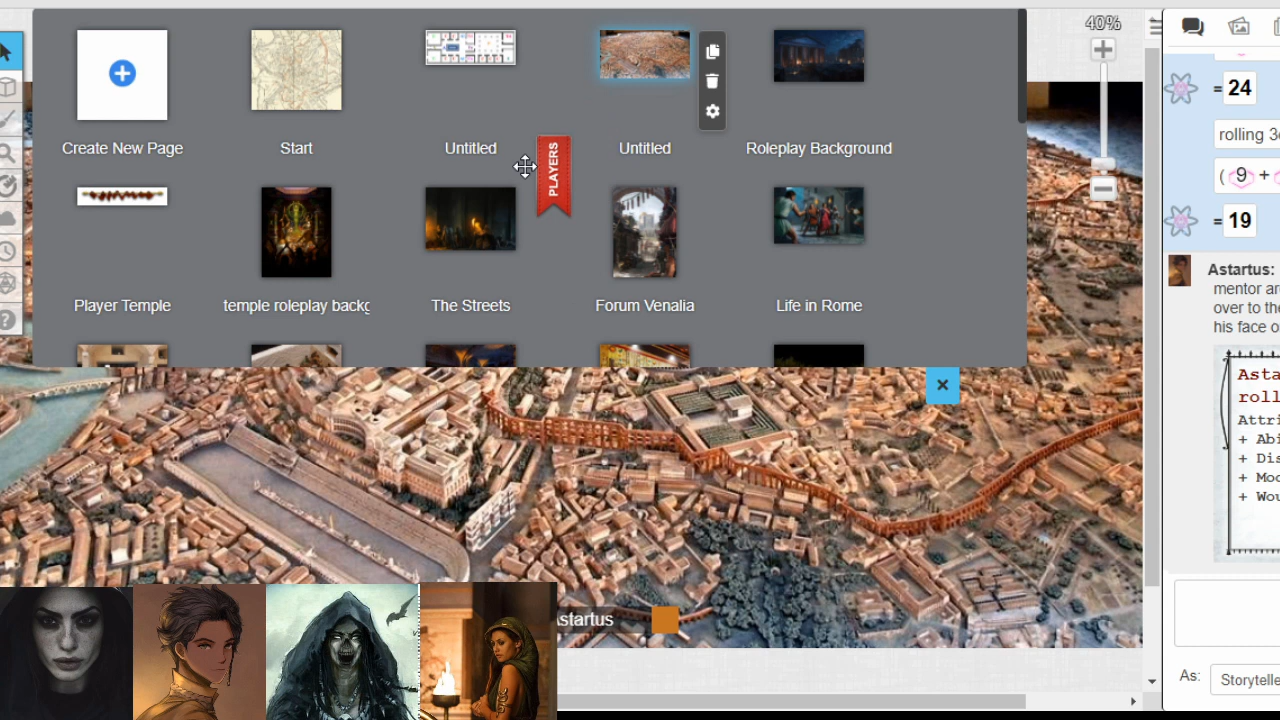 40%
Create New Page
Start
Untitled
Untitled
Roleplay Background
PLAYERS
Player Temple
temple roleplay backg
The Streets
Forum Venalia
Life in Rome
= 24
rolling 3
( 9 +
= 19
Astartus:
mentor
over to the
his face o
Asta
roll
Attri
+ Abi
+ Dis
+ Moo
+ Wou
Astartus
As:
Storytelle